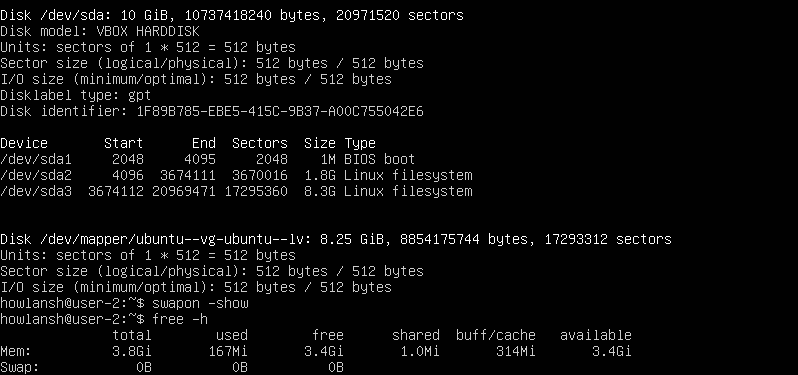 Disk /dev/sda: 10 GiB, 10737418240 bytes, 20971520 sectors
Disk model: VBOX HARDDISK
Units: sectors of 1 * 512 = 512 bytes
Sector size (logical/physical): 512 bytes / 512 bytes
I/O size (minimum/optimal): 512 bytes / 512 bytes
Disklabel type: gpt
Disk identifier: 1F89B785-EBE5-415C-9B37-A00C755042E6
Device       Start      End  Sectors  Size Type
/dev/sda1     2048     4095     2048    1M BIOS boot
/dev/sda2     4096  3674111  3670016  1.8G Linux filesystem
/dev/sda3  3674112 20969471 17295360  8.3G Linux filesystem
Disk /dev/mapper/ubuntu--vg-ubuntu--lv: 8.25 GiB, 8854175744 bytes, 17293312 sectors
Units: sectors of 1 * 512 = 512 bytes
Sector size (logical/physical): 512 bytes / 512 bytes
I/O size (minimum/optimal): 512 bytes / 512 bytes
howlansh@user-2:~$ swapon -show
howlansh@user-2:~$ free -h
              total        used        free      shared  buff/cache   available
Mem:          3.8Gi       167Mi       3.4Gi       1.0Mi       314Mi       3.4Gi
Swap:            0B          0B          0B